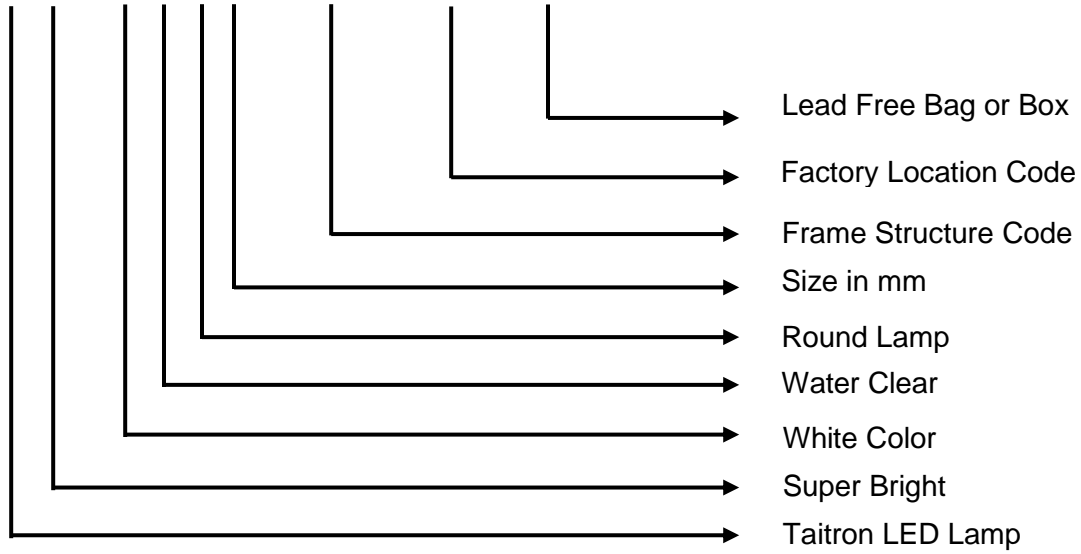 Lead Free Bag or Box
Factory Location Code
Frame Structure Code
Size in mm
Round Lamp
Water Clear
White Color
Super Bright
Taitron LED Lamp